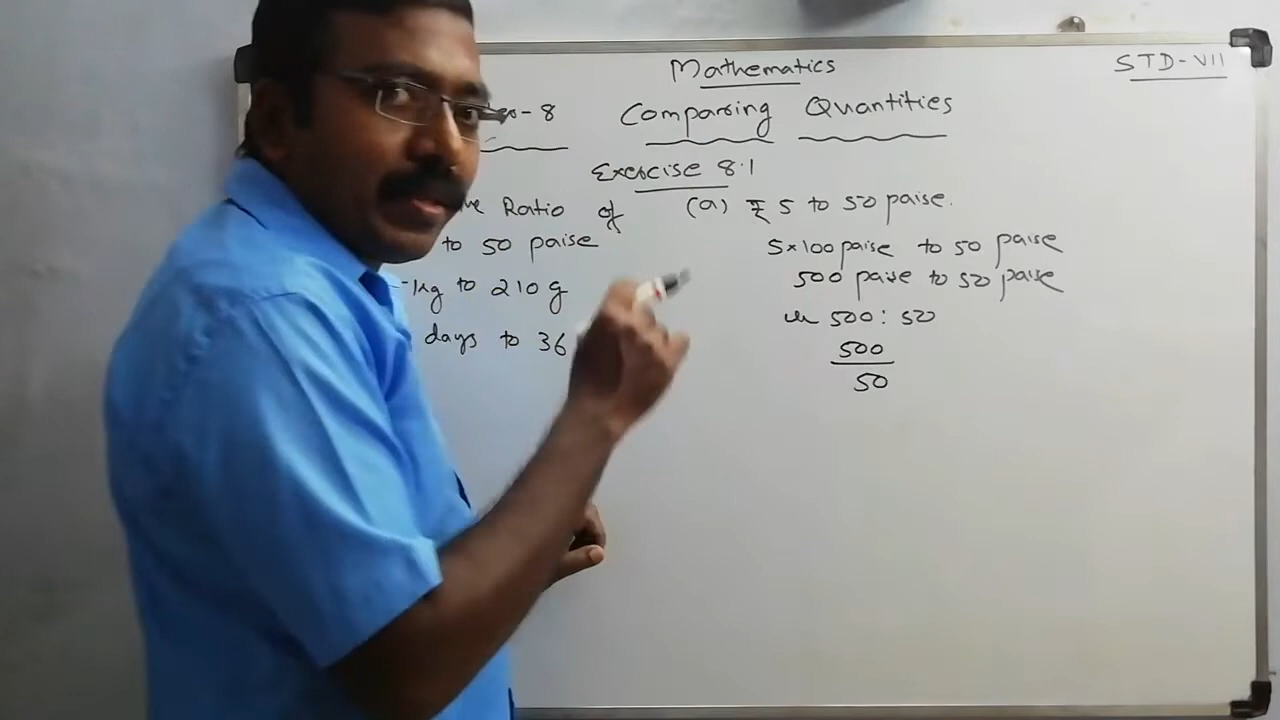 Mathematics
STD-VII
- 8 Comparing Quantities
Exercise 8.1
Ratio of
to 50 paise
kg to 210 g
days to 36
(a) ₹ 5 to 50 paise.
5×100 paise to 50 paise
500 paise to 50 paise
500 : 50
500
50